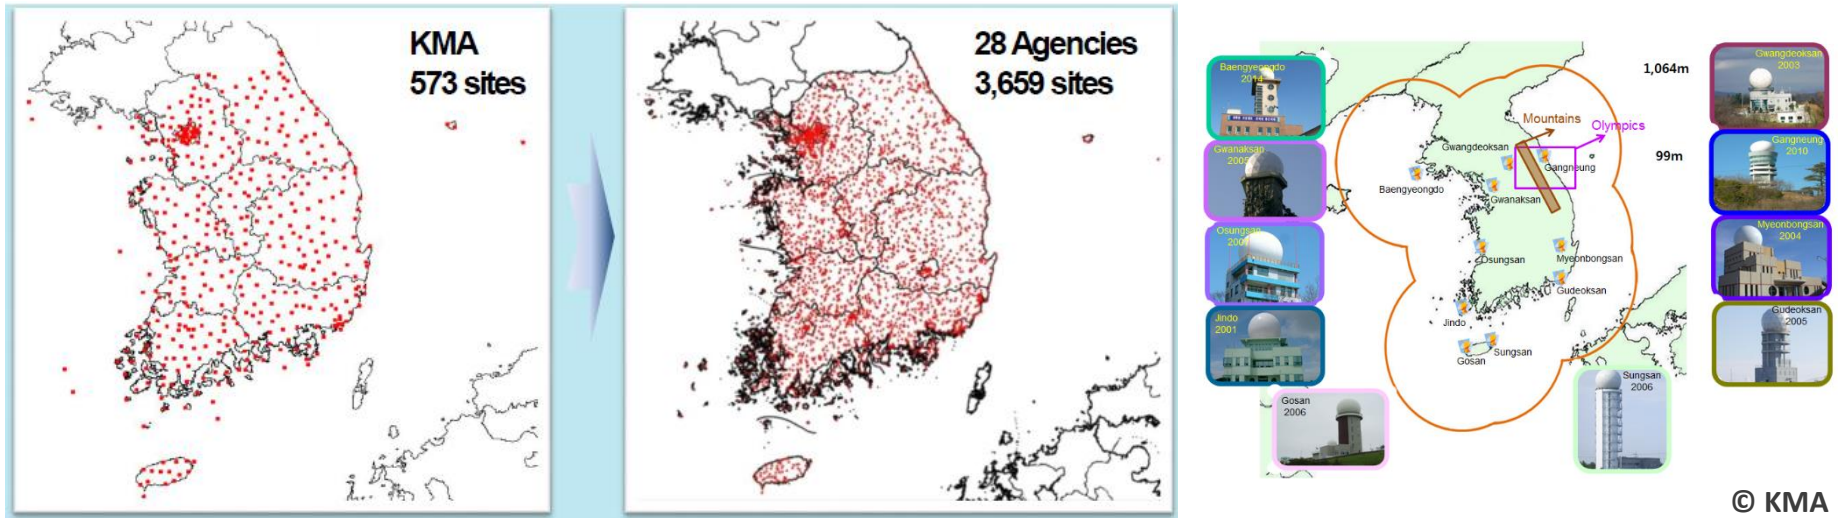 KMA
573 sites
28 Agencies
3,659 sites
Baengyeongdo
2014
Gwanaksan
Osungsan
Jindo
2001
Gosan
2006
1,064m
99m
Mountains
Olympics
Gwangdeoksan
Gangneung
Baengyeongdo
Gwanaksan
Osungsan
Myeonbongsan
Gudeoksan
Jindo
Gosan
Sungsan
Gwangdeoksan
2003
Gangneung
2010
Myeonbongsan
2004
Gudeoksan
2005
Sungsan
2006
© KMA